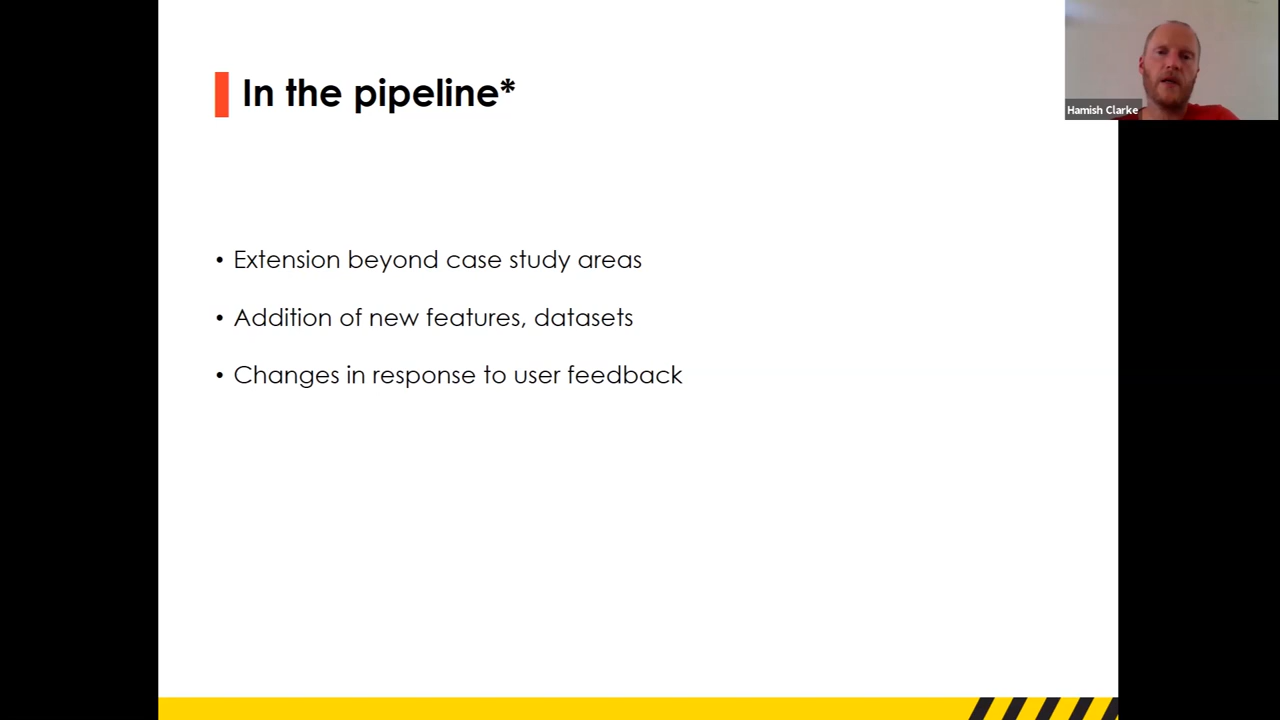 In the pipeline*
Hamish Clarke
• Extension beyond case study areas
• Addition of new features, datasets
• Changes in response to user feedback